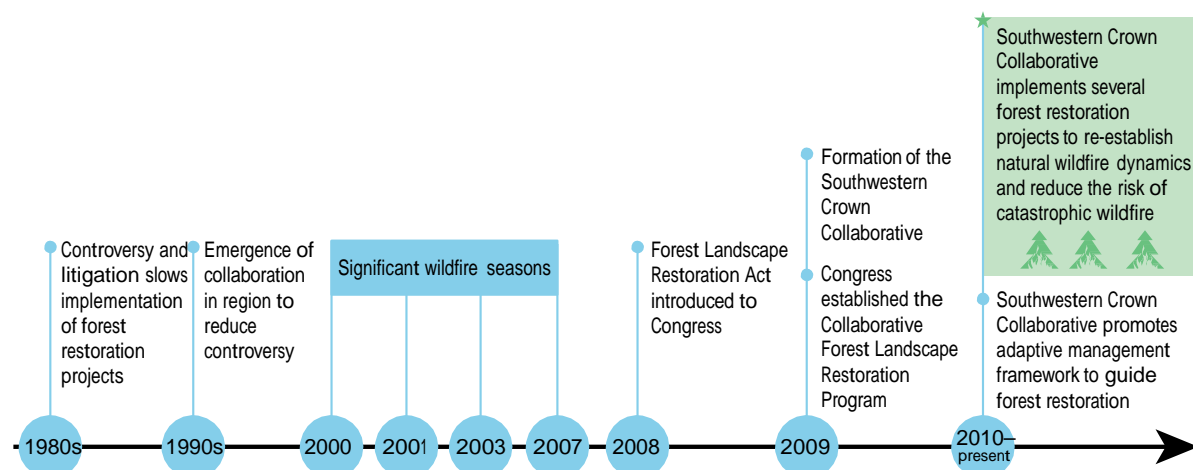 Controversy and
litigation slows
implementation
of forest
restoration
projects
Emergence of
collaboration
in region to
reduce
controversy
Significant wildfire seasons
Forest Landscape
Restoration Act
introduced to
Congress
Formation of the
Southwestern
Crown
Collaborative
Congress
established the
Collaborative
Forest Landscape
Restoration
Program
Southwestern Crown
Collaborative
implements several
forest restoration
projects to re-establish
natural wildfire dynamics
and reduce the risk of
catastrophic wildfire
Southwestern Crown
Collaborative promotes
adaptive management
framework to guide
forest restoration
1980s
1990s
2000
2001
2003
2007
2008
2009
2010–
present